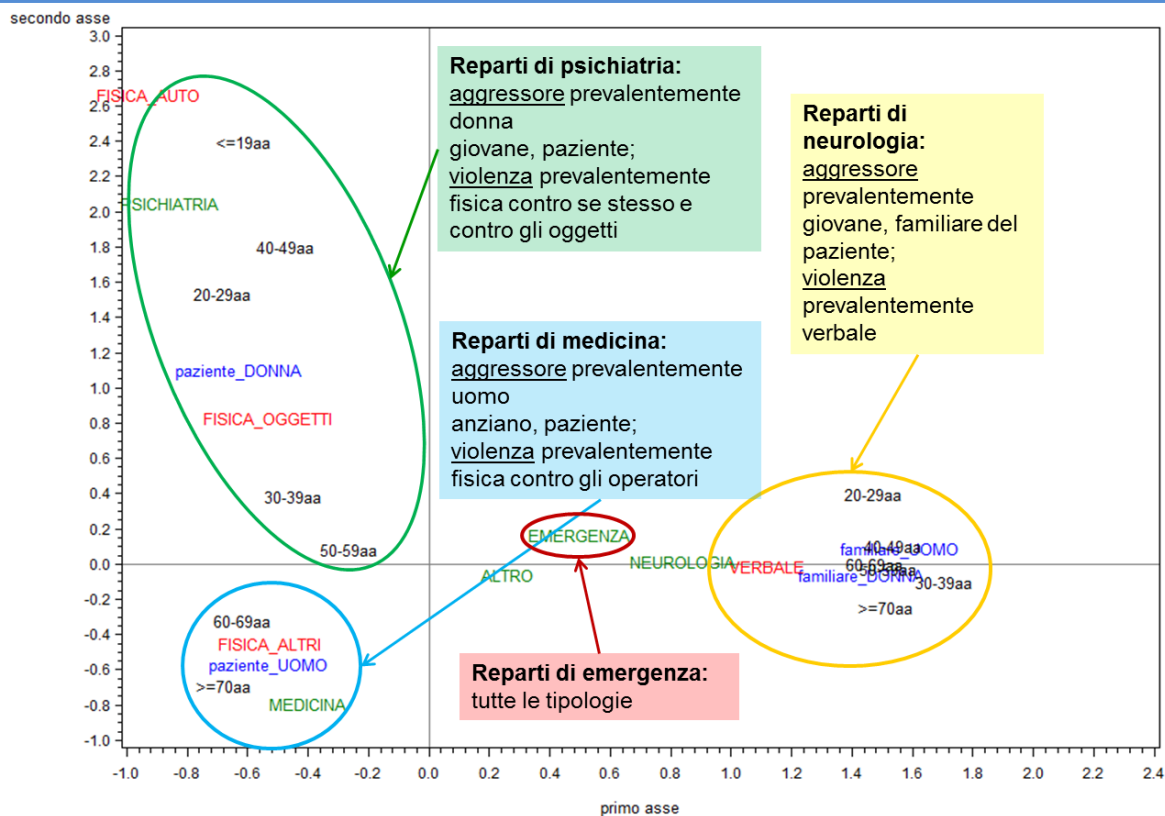 secondo asse
3.0
2.8
2.6
2.4
2.2
2.0
1.8
1.6
1.4
1.2
1.0
0.8
0.6
0.4
0.2
0.0
-0.2
-0.4
-0.6
-0.8
-1.0
FISICA_AUTO
<=19aa
PSICHIATRIA
40-49aa
20-29aa
paziente_DONNA
FISICA_OGGETTI
30-39aa
50-59aa
60-69aa
FISICA_ALTRI
paziente_UOMO
>=70aa
MEDICINA
Reparti di psichiatria:
aggressore prevalentemente
donna
giovane, paziente;
violenza prevalentemente
fisica contro se stesso e
contro gli oggetti
Reparti di medicina:
aggressore prevalentemente
uomo
anziano, paziente;
violenza prevalentemente
fisica contro gli operatori
Reparti di
neurologia:
aggressore
prevalentemente
giovane, familiare del
paziente;
violenza
prevalentemente
verbale
EMERGENZA
ALTRO
NEUROLOGIA
VERBALE
20-29aa
40-49aa
familiare_UOMO
60-69aa
familiare_DONNA
30-39aa
>=70aa
Reparti di emergenza:
tutte le tipologie
-1.0 -0.8 -0.6 -0.4 -0.2 0.0 0.2 0.4 0.6 0.8 1.0 1.2 1.4 1.6 1.8 2.0 2.2 2.4
primo asse